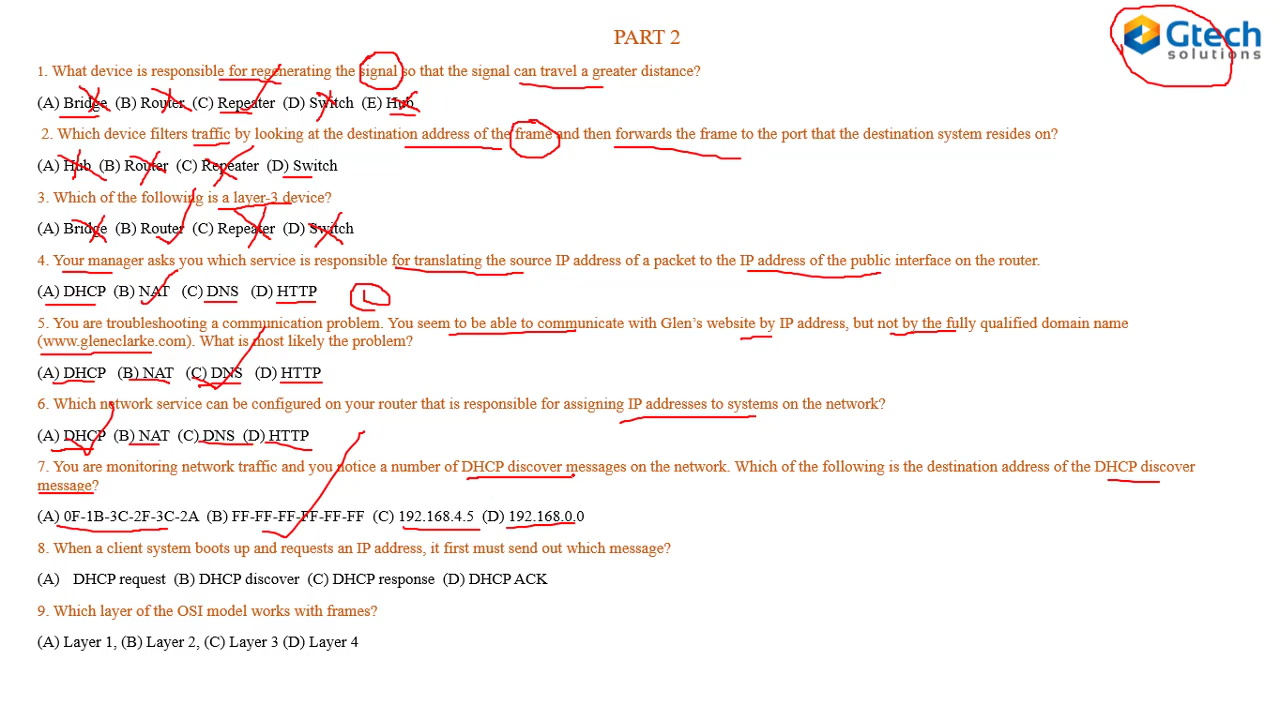 PART 2
Gtech
solutions
1. What device is responsible for regenerating the signal so that the signal can travel a greater distance?
(A) Bridge (B) Router (C) Repeater (D) Switch (E) Hub
2. Which device filters traffic by looking at the destination address of the frame and then forwards the frame to the port that the destination system resides on?
(A) Hub (B) Router (C) Repeater (D) Switch
3. Which of the following is a layer-3 device?
(A) Bridge (B) Router (C) Repeater (D) Switch
4. Your manager asks you which service is responsible for translating the source IP address of a packet to the IP address of the public interface on the router.
(A) DHCP (B) NAT (C) DNS (D) HTTP
5. You are troubleshooting a communication problem. You seem to be able to communicate with Glen’s website by IP address, but not by the fully qualified domain name
(www.gleneclarke.com). What is most likely the problem?
(A) DHCP (B) NAT (C) DNS (D) HTTP
6. Which network service can be configured on your router that is responsible for assigning IP addresses to systems on the network?
(A) DHCP (B) NAT (C) DNS (D) HTTP
7. You are monitoring network traffic and you notice a number of DHCP discover messages on the network. Which of the following is the destination address of the DHCP discover
message?
(A) 0F-1B-3C-2F-3C-2A (B) FF-FF-FF-FF-FF-FF (C) 192.168.4.5 (D) 192.168.0.0
8. When a client system boots up and requests an IP address, it first must send out which message?
(A) DHCP request (B) DHCP discover (C) DHCP response (D) DHCP ACK
9. Which layer of the OSI model works with frames?
(A) Layer 1, (B) Layer 2, (C) Layer 3 (D) Layer 4